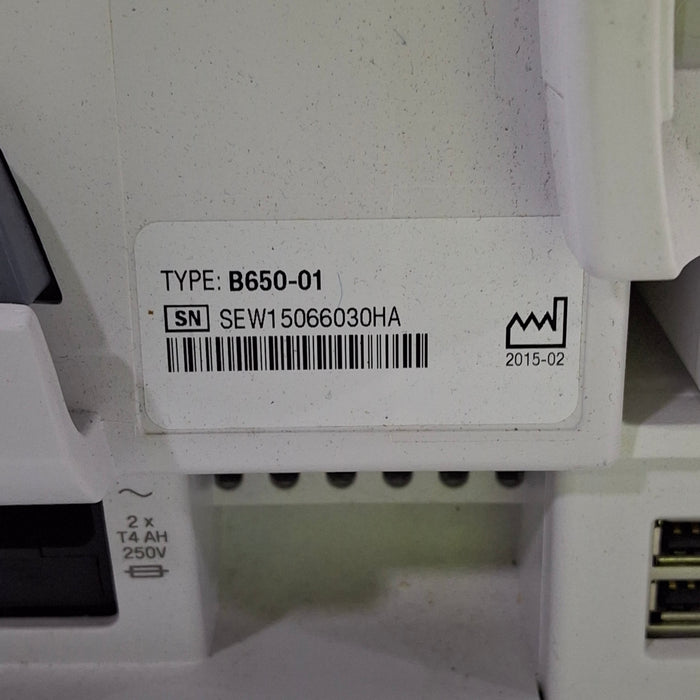 TYPE: B650-01
SN SEW15066030HA
2015-02
2 x
T4 AH
250V